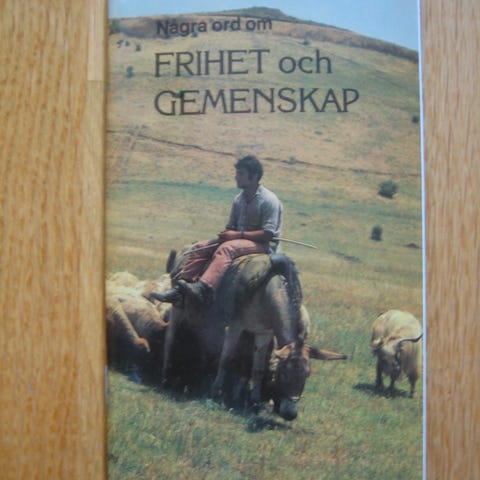 Några ord om
FRIHET och
GEMENSKAP